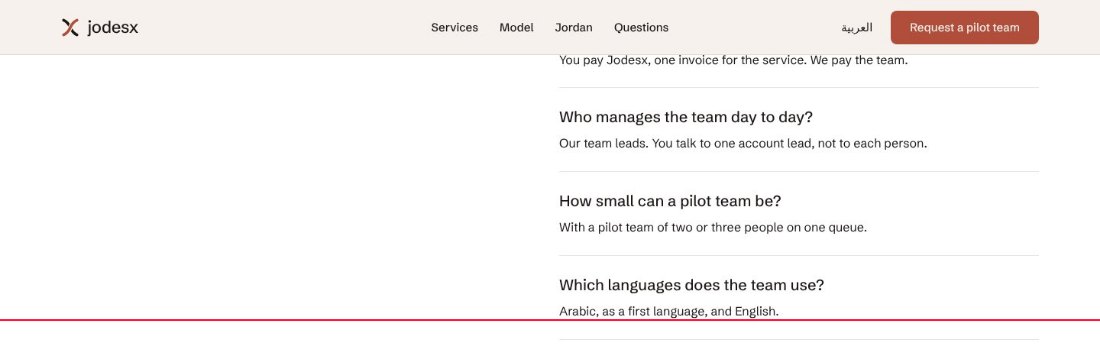 jodesx
Services
Model
Jordan
Questions
العربية
Request a pilot team
You pay Jodesx, one invoice for the service. We pay the team.
Who manages the team day to day?
Our team leads. You talk to one account lead, not to each person.
How small can a pilot team be?
With a pilot team of two or three people on one queue.
Which languages does the team use?
Arabic, as a first language, and English.